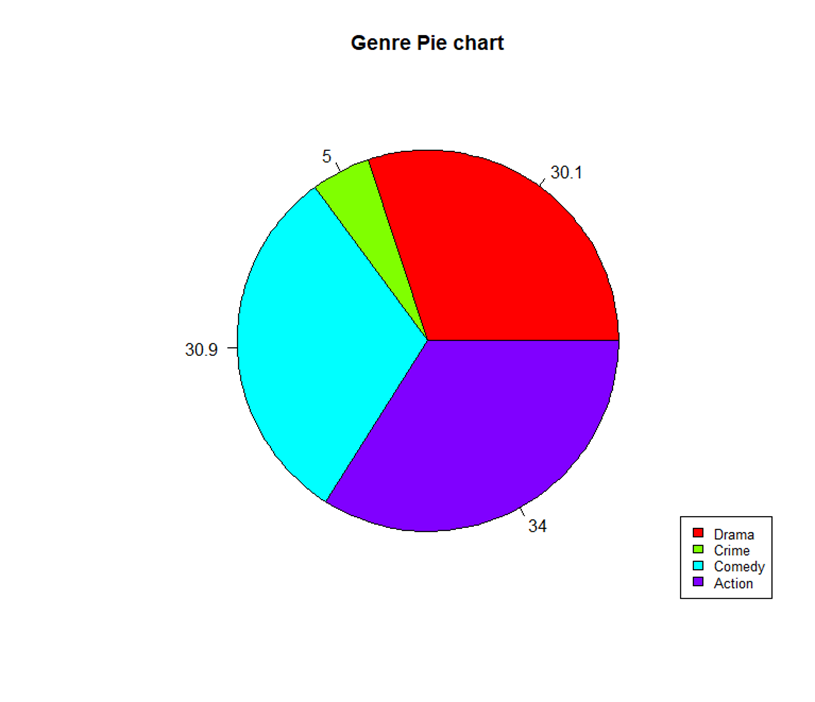 Genre Pie chart
5
30.1
30.9
34
Drama
Crime
Comedy
Action